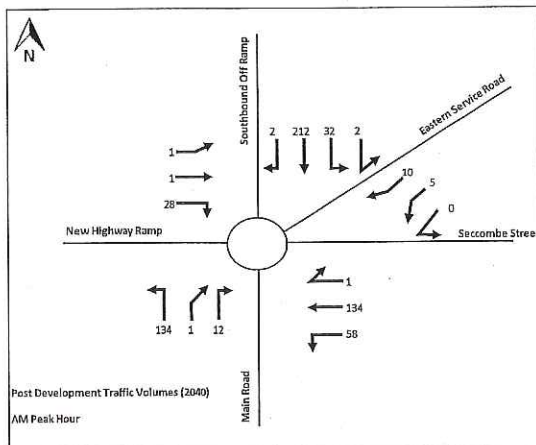 N
Southbound Off Ramp
Eastern Service Road
2 212 32 2
1
1
28
10
5
0
New Highway Ramp
Seccombe Stree
1
134
58
134 1 12
Main Road
Post Development Traffic Volumes (2040)
AM Peak Hour